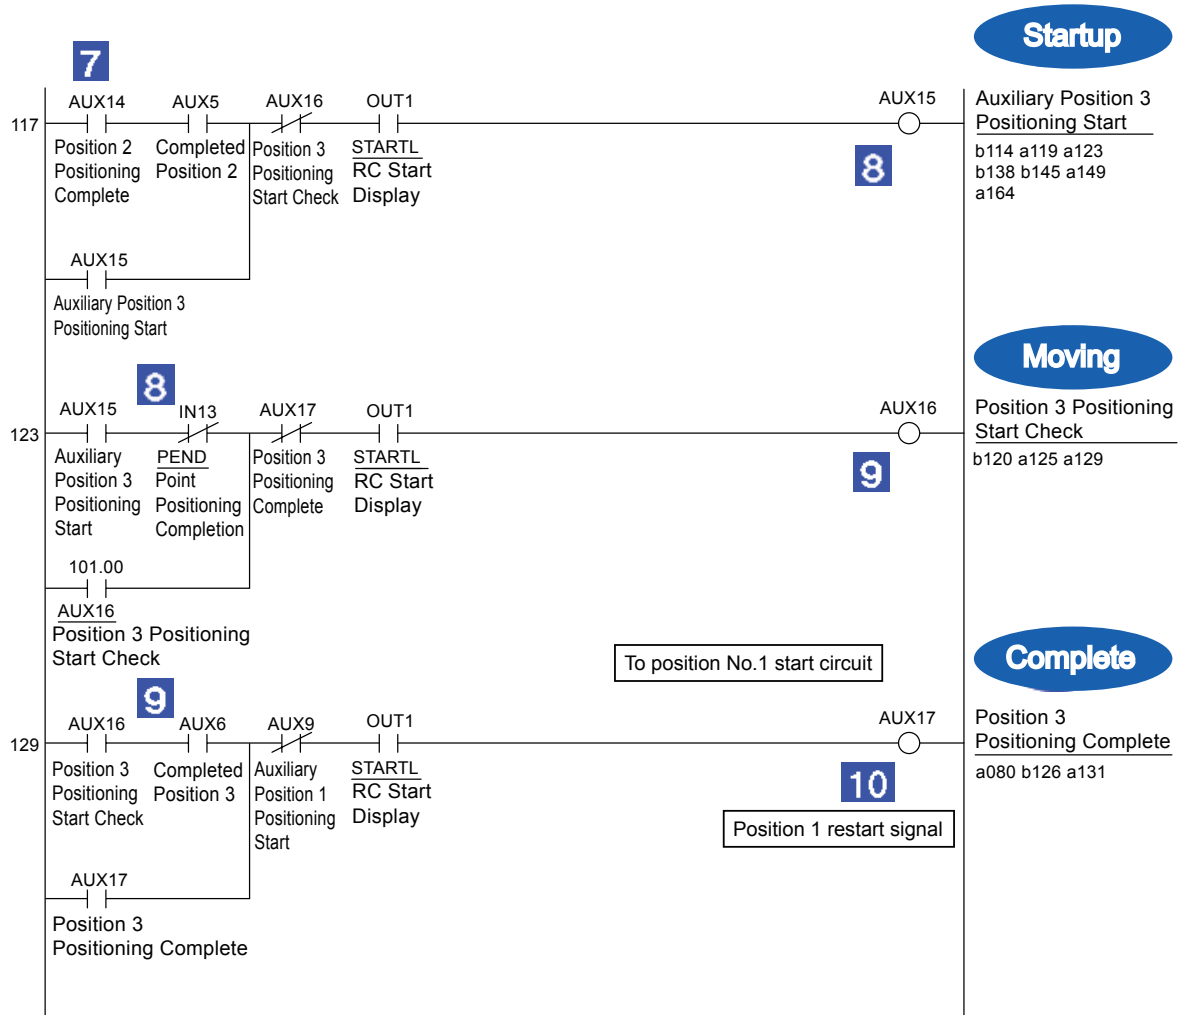 Startup
7
AUX14 AUX5 AUX16 OUT1 AUX15
117
Position 2 Positioning Complete
Completed Position 2
Position 3 Positioning Start Check
STARTL RC Start Display
8
Auxiliary Position 3
Positioning Start
b114 a119 a123
b138 b145 a149
a164
AUX15
Auxiliary Position 3
Positioning Start
Moving
8
AUX15 IN13 AUX17 OUT1 AUX16
123
Auxiliary Position 3 Positioning Start
PEND Point Positioning Completion
Position 3 Positioning Complete
STARTL RC Start Display
9
Position 3 Positioning
Start Check
b120 a125 a129
101.00
AUX16
Position 3 Positioning
Start Check
To position No.1 start circuit
Complete
9
AUX16 AUX6 AUX9 OUT1 AUX17
129
Position 3 Positioning Start Check
Completed Position 3
Auxiliary Position 1 Positioning Start
STARTL RC Start Display
10
Position 1 restart signal
Position 3
Positioning Complete
a080 b126 a131
AUX17
Position 3
Positioning Complete